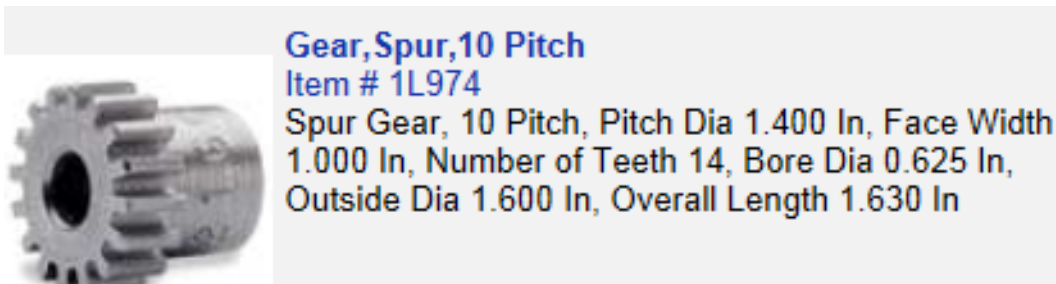 Gear,Spur,10 Pitch
Item # 1L974
Spur Gear, 10 Pitch, Pitch Dia 1.400 In, Face Width
1.000 In, Number of Teeth 14, Bore Dia 0.625 In,
Outside Dia 1.600 In, Overall Length 1.630 In